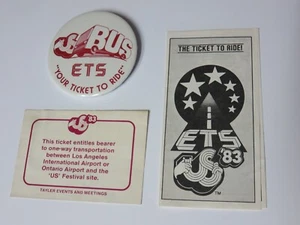 US BUS
ETS
"YOUR TICKET TO RIDE"
US '83
This ticket entitles bearer
to one-way transportation
between Los Angeles
International Airport or
Ontario Airport and the
'US' Festival site.
TAYLER EVENTS AND MEETINGS
THE TICKET TO RIDE!
ETS
US '83
TM